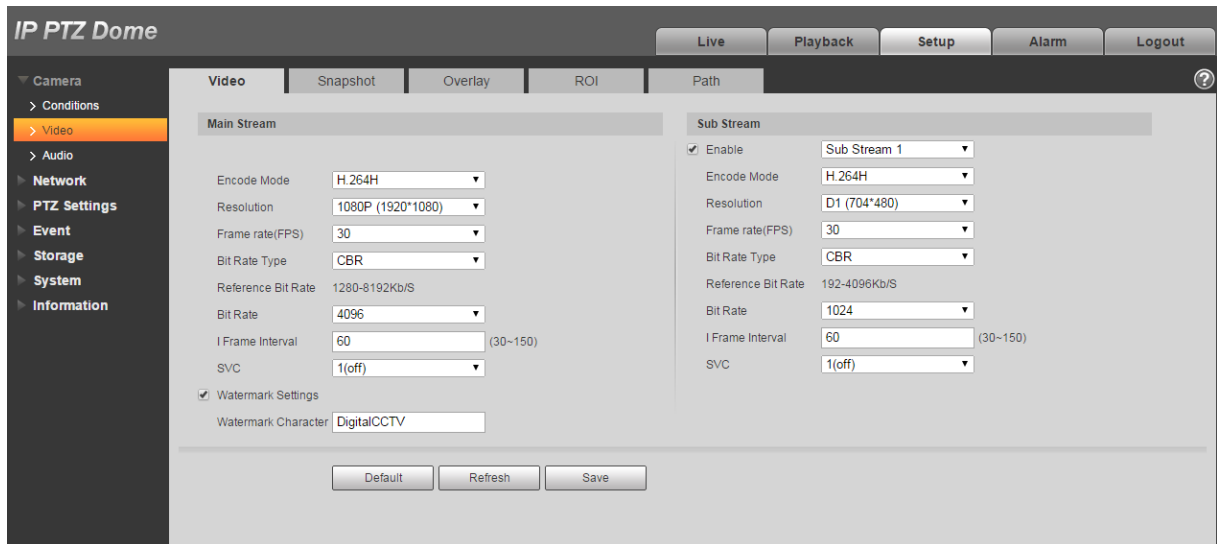 IP PTZ Dome
Live Playback Setup Alarm Logout
Camera
Conditions
Video
Audio
Network
PTZ Settings
Event
Storage
System
Information
Video Snapshot Overlay ROI Path
?
Main Stream
Encode Mode H.264H
Resolution 1080P (1920*1080)
Frame rate(FPS) 30
Bit Rate Type CBR
Reference Bit Rate 1280-8192Kb/S
Bit Rate 4096
I Frame Interval 60 (30~150)
SVC 1(off)
Watermark Settings
Watermark Character DigitalCCTV
Sub Stream
Enable Sub Stream 1
Encode Mode H.264H
Resolution D1 (704*480)
Frame rate(FPS) 30
Bit Rate Type CBR
Reference Bit Rate 192-4096Kb/S
Bit Rate 1024
I Frame Interval 60 (30~150)
SVC 1(off)
Default Refresh Save